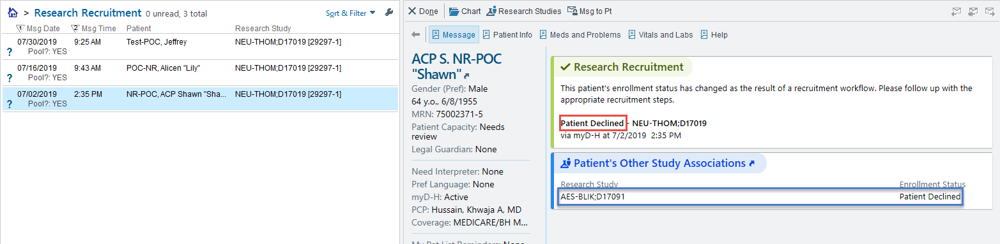 > Research Recruitment 0 unread, 3 total Sort & Filter
1 Msg Date 2 Msg Time Patient Research Study
07/30/2019 9:25 AM Test-POC, Jeffrey NEU-THOM;D17019 [29297-1]
? Pool?: YES
07/16/2019 9:43 AM POC-NR, Alicen "Lily" NEU-THOM;D17019 [29297-1]
? Pool?: YES
07/02/2019 2:35 PM NR-POC, ACP Shawn "Sha... NEU-THOM;D17019 [29297-1]
? Pool?: YES
Done Chart Research Studies Msg to Pt
Message Patient Info Meds and Problems Vitals and Labs Help
ACP S. NR-POC
"Shawn"
Gender (Pref): Male
64 y.o., 6/8/1955
MRN: 75002371-5
Patient Capacity: Needs
review
Legal Guardian: None
Need Interpreter: None
Pref Language: None
myD-H: Active
PCP: Hussain, Khwaja A, MD
Coverage: MEDICARE/BH M...
My Pat List Reminders: None
Research Recruitment
This patient's enrollment status has changed as the result of a recruitment workflow. Please follow up with the
appropriate recruitment steps.
Patient Declined - NEU-THOM;D17019
via myD-H at 7/2/2019 2:35 PM
Patient's Other Study Associations
Research Study Enrollment Status
AES-BLIK;D17091 Patient Declined